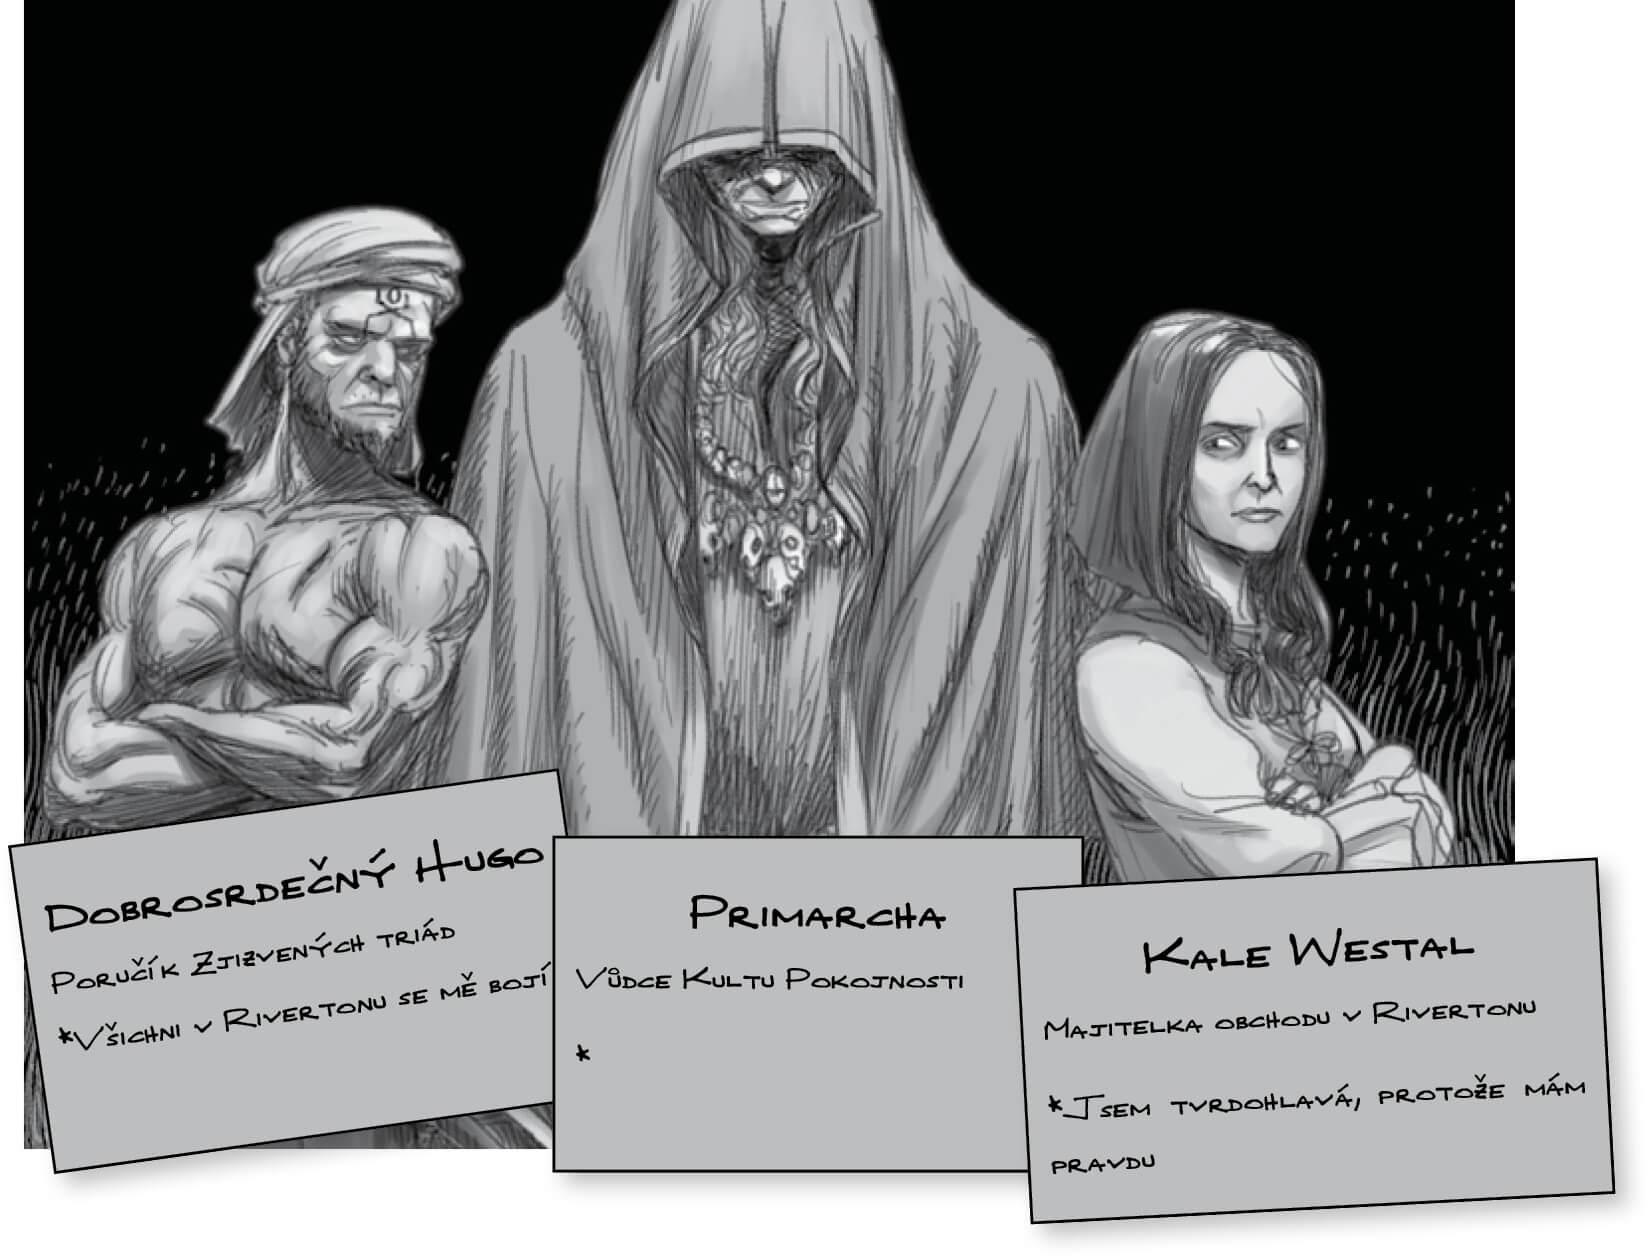 Dobrosrdečný Hugo
Poručík Zjizvených triád
*Všichni v Rivertonu se mě bojí
Primarcha
Vůdce Kultu Pokojnosti
*
Kale Westal
Majitelka obchodu v Rivertonu
*Jsem tvrdohlavá, protože mám
pravdu